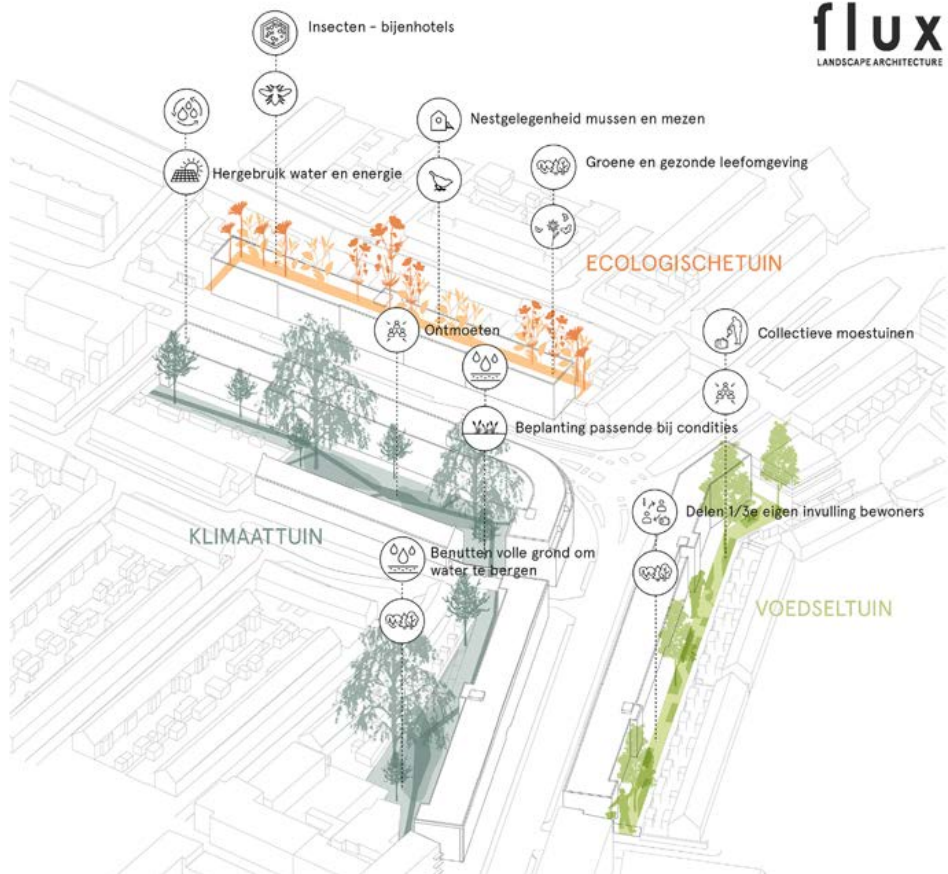 flux
LANDSCAPE ARCHITECTURE
Insecten - bijenhotels
Nestgelegenheid mussen en mezen
Groene en gezonde leefomgeving
Hergebruik water en energie
ECOLOGISCHETUIN
Ontmoeten
Collectieve moestuinen
Beplanting passende bij condities
Delen 1/3e eigen invulling bewoners
KLIMAATTUIN
Benutten volle grond om
water te bergen
VOEDSELTUIN